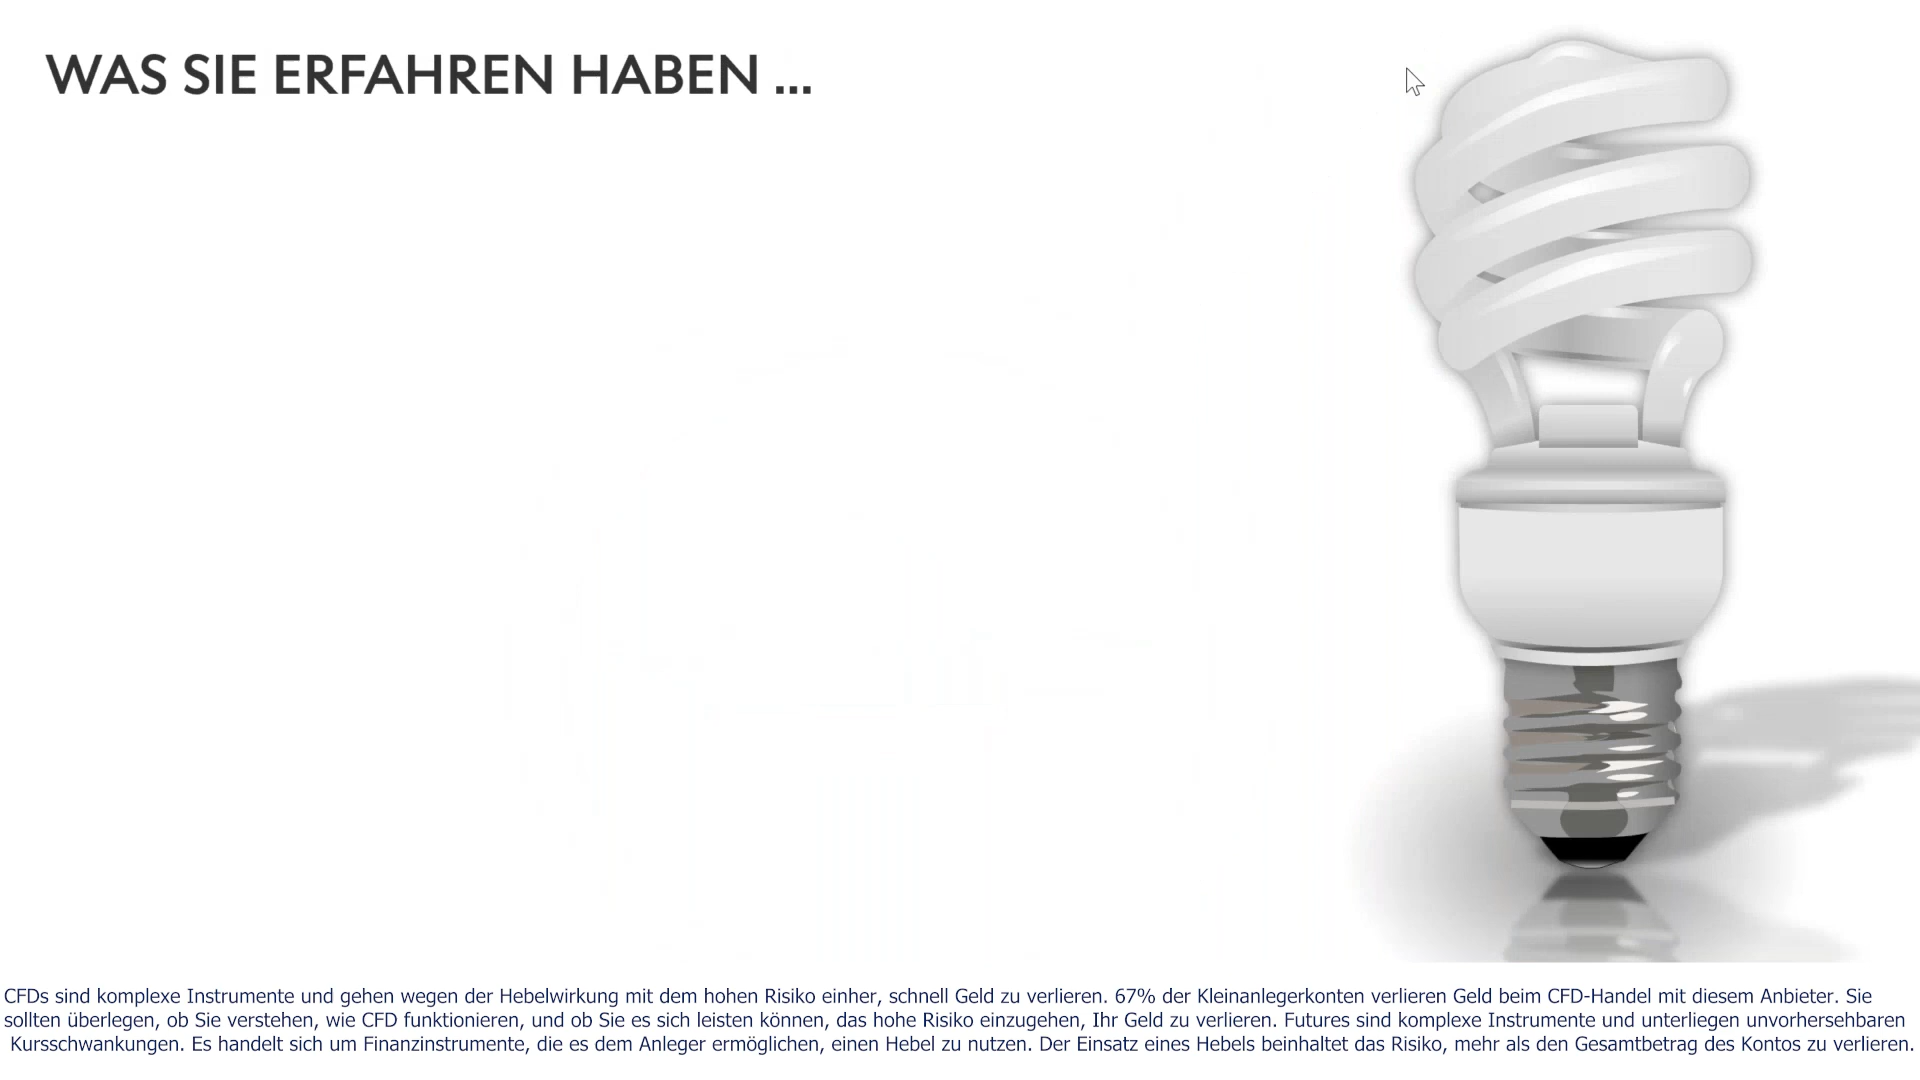 WAS SIE ERFAHREN HABEN ...
CFDs sind komplexe Instrumente und gehen wegen der Hebelwirkung mit dem hohen Risiko einher, schnell Geld zu verlieren. 67% der Kleinanlegerkonten verlieren Geld beim CFD-Handel mit diesem Anbieter. Sie
sollten überlegen, ob Sie verstehen, wie CFD funktionieren, und ob Sie es sich leisten können, das hohe Risiko einzugehen, Ihr Geld zu verlieren. Futures sind komplexe Instrumente und unterliegen unvorhersehbaren
Kursschwankungen. Es handelt sich um Finanzinstrumente, die es dem Anleger ermöglichen, einen Hebel zu nutzen. Der Einsatz eines Hebels beinhaltet das Risiko, mehr als den Gesamtbetrag des Kontos zu verlieren.